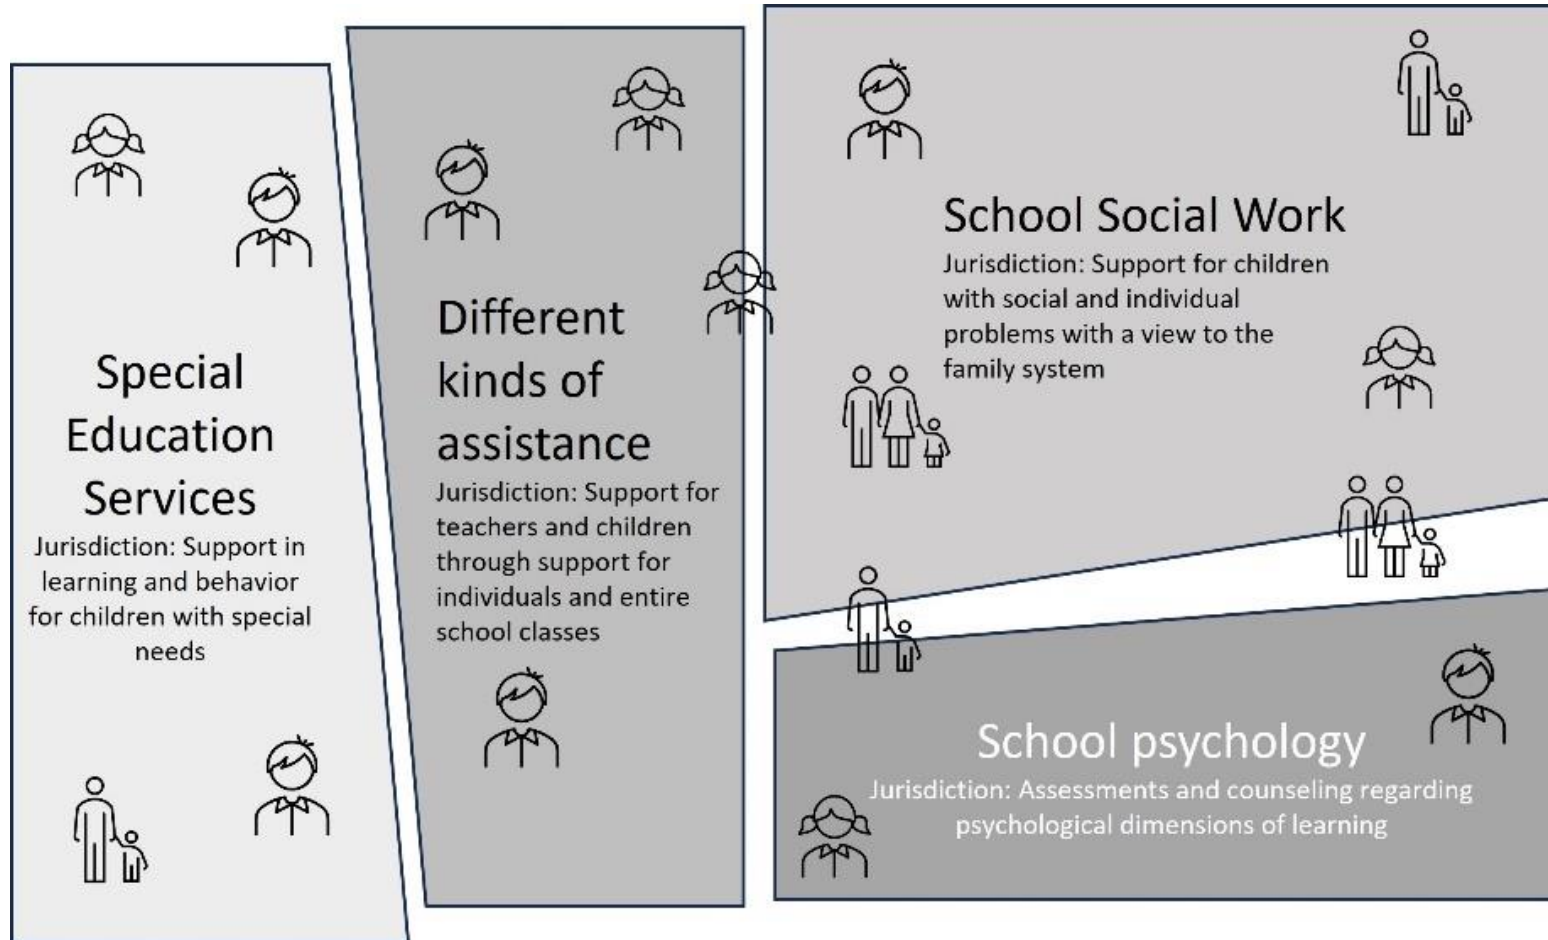 Special
Education
Services
Jurisdiction: Support in
learning and behavior
for children with special
needs
Different
kinds of
assistance
Jurisdiction: Support for
teachers and children
through support for
individuals and entire
school classes
School Social Work
Jurisdiction: Support for children
with social and individual
problems with a view to the
family system
School psychology
Jurisdiction: Assessments and counseling regarding
psychological dimensions of learning